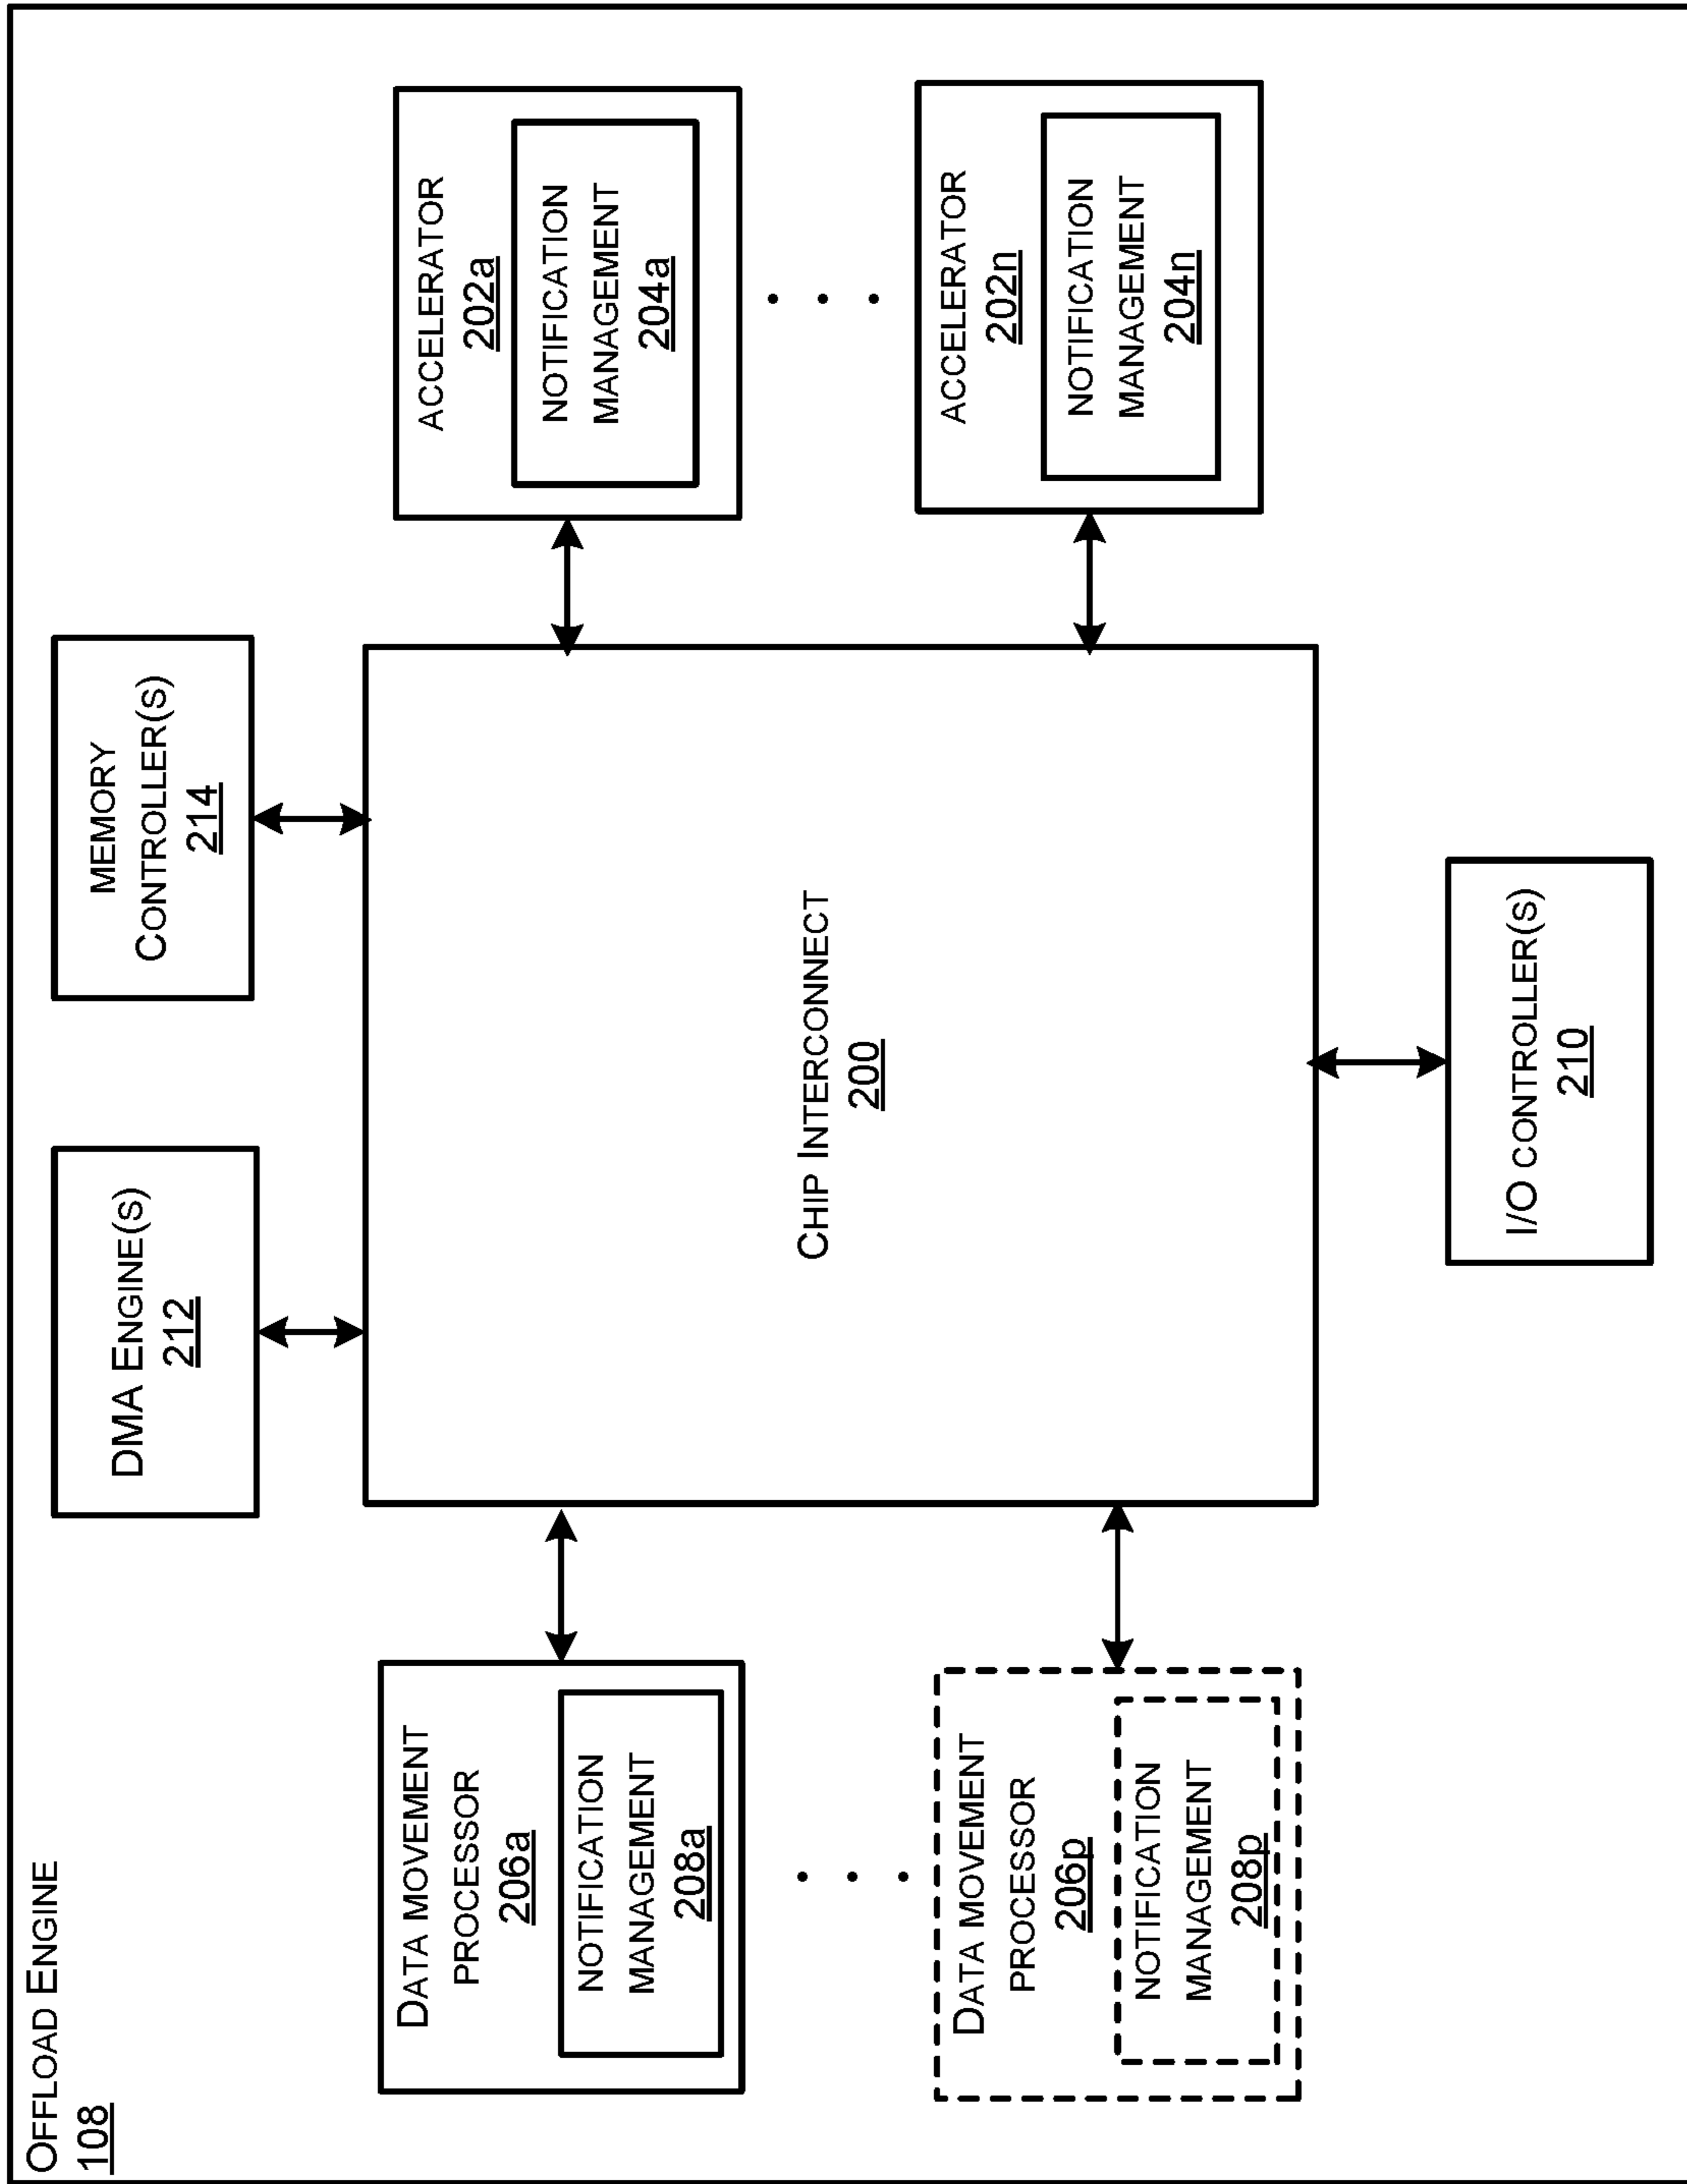 OFFLOAD ENGINE
108
DMA ENGINE(S)
212
MEMORY
CONTROLLER(S)
214
DATA MOVEMENT
PROCESSOR
206a
NOTIFICATION
MANAGEMENT
208a
. . .
DATA MOVEMENT
PROCESSOR
206p
NOTIFICATION
MANAGEMENT
208p
CHIP INTERCONNECT
200
ACCELERATOR
202a
NOTIFICATION
MANAGEMENT
204a
. . .
ACCELERATOR
202n
NOTIFICATION
MANAGEMENT
204n
I/O CONTROLLER(S)
210